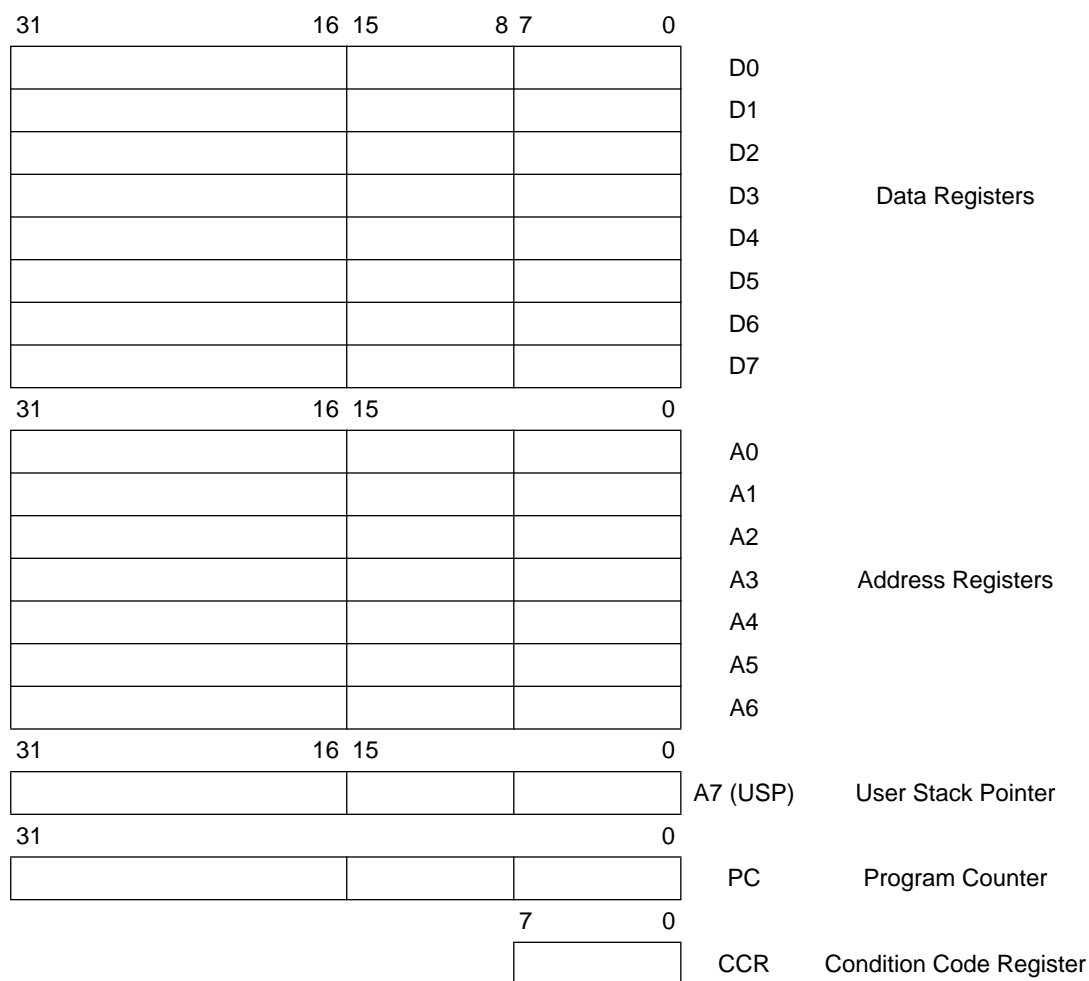 31 16 15 8 7 0
D0
D1
D2
D3 Data Registers
D4
D5
D6
D7
31 16 15 0
A0
A1
A2
A3 Address Registers
A4
A5
A6
31 16 15 0
A7 (USP) User Stack Pointer
31 0
PC Program Counter
7 0
CCR Condition Code Register